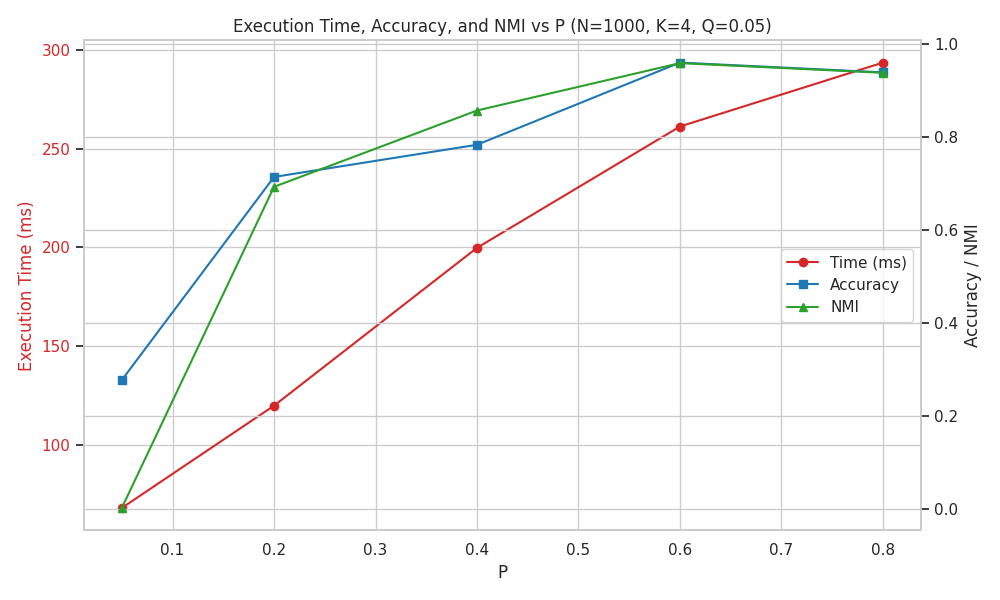 Execution Time, Accuracy, and NMI vs P (N=1000, K=4, Q=0.05)
300
250
200
150
100
Execution Time (ms)
1.0
0.8
0.6
0.4
0.2
0.0
Accuracy / NMI
Time (ms)
Accuracy
NMI
0.1 0.2 0.3 0.4 0.5 0.6 0.7 0.8
P